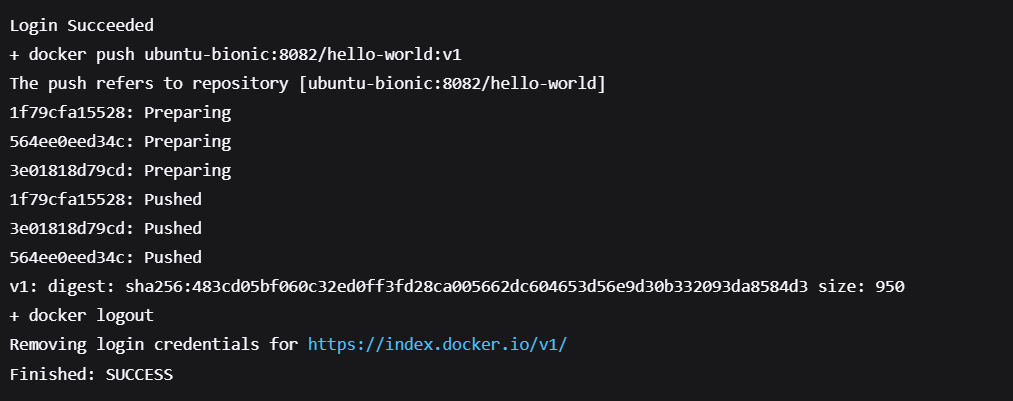 Login Succeeded
+ docker push ubuntu-bionic:8082/hello-world:v1
The push refers to repository [ubuntu-bionic:8082/hello-world]
1f79cfa15528: Preparing
564ee0eed34c: Preparing
3e01818d79cd: Preparing
1f79cfa15528: Pushed
3e01818d79cd: Pushed
564ee0eed34c: Pushed
v1: digest: sha256:483cd05bf060c32ed0ff3fd28ca005662dc604653d56e9d30b332093da8584d3 size: 950
+ docker logout
Removing login credentials for https://index.docker.io/v1/
Finished: SUCCESS